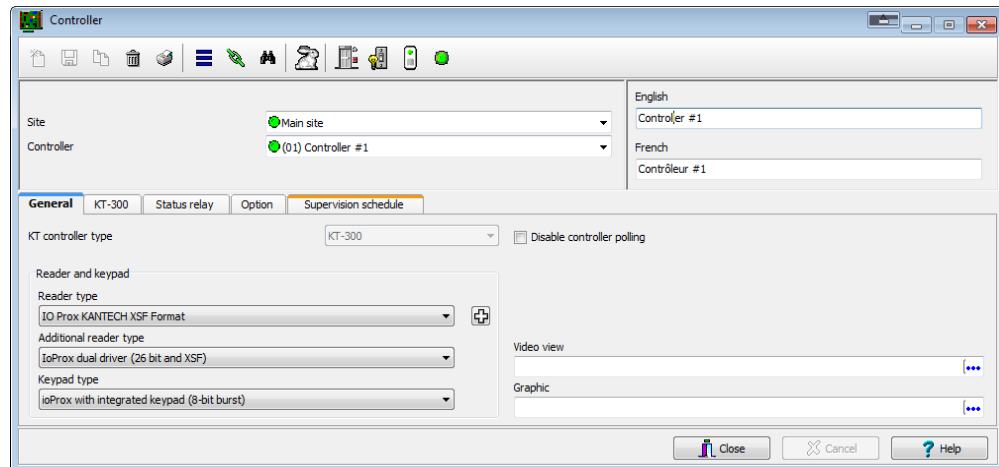 Controller
English
Site
Main site
Controler #1
Controller
(01) Controller #1
French
Contrôleur #1
General
KT-300
Status relay
Option
Supervision schedule
KT controller type
KT-300
Disable controller polling
Reader and keypad
Reader type
IO Prox KANTECH XSF Format
Additional reader type
IoProx dual driver (26 bit and XSF)
Video view
Keypad type
ioProx with integrated keypad (8-bit burst)
Graphic
Close
Cancel
Help